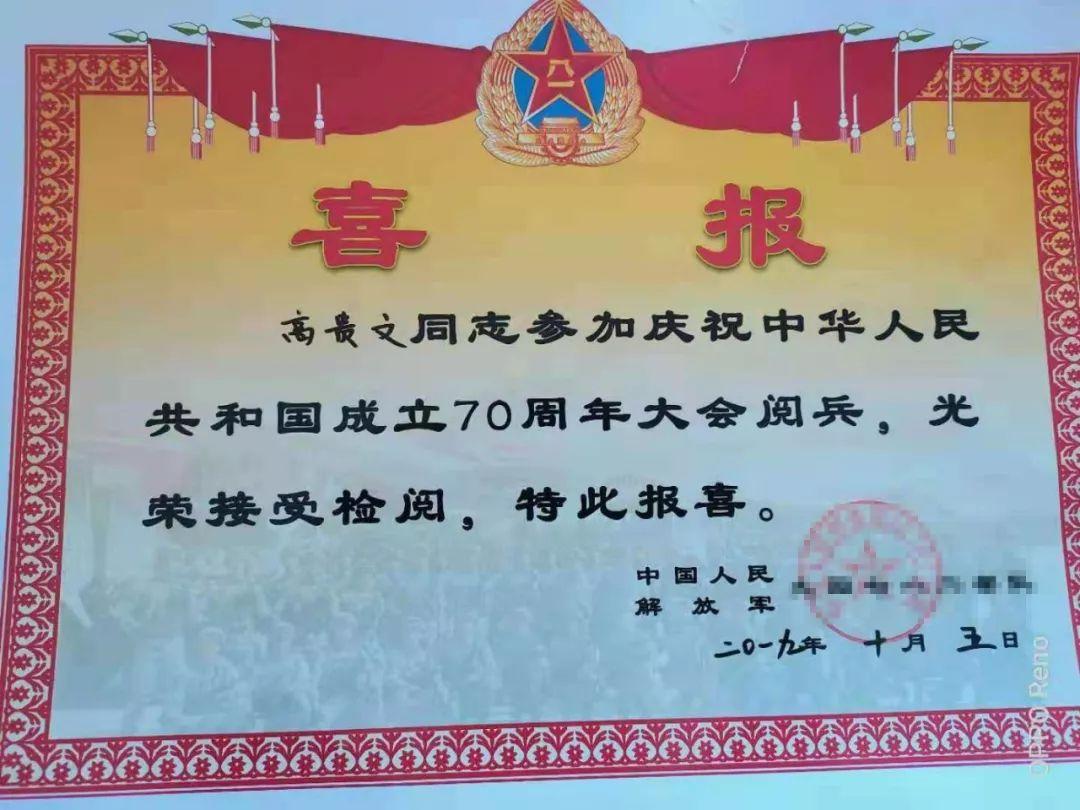 八一
喜报
高贵文同志参加庆祝中华人民
共和国成立70周年大会阅兵，光
荣接受检阅，特此报喜。
中国人民
解放军
二〇一九年 十月 五日
OPPO Reno